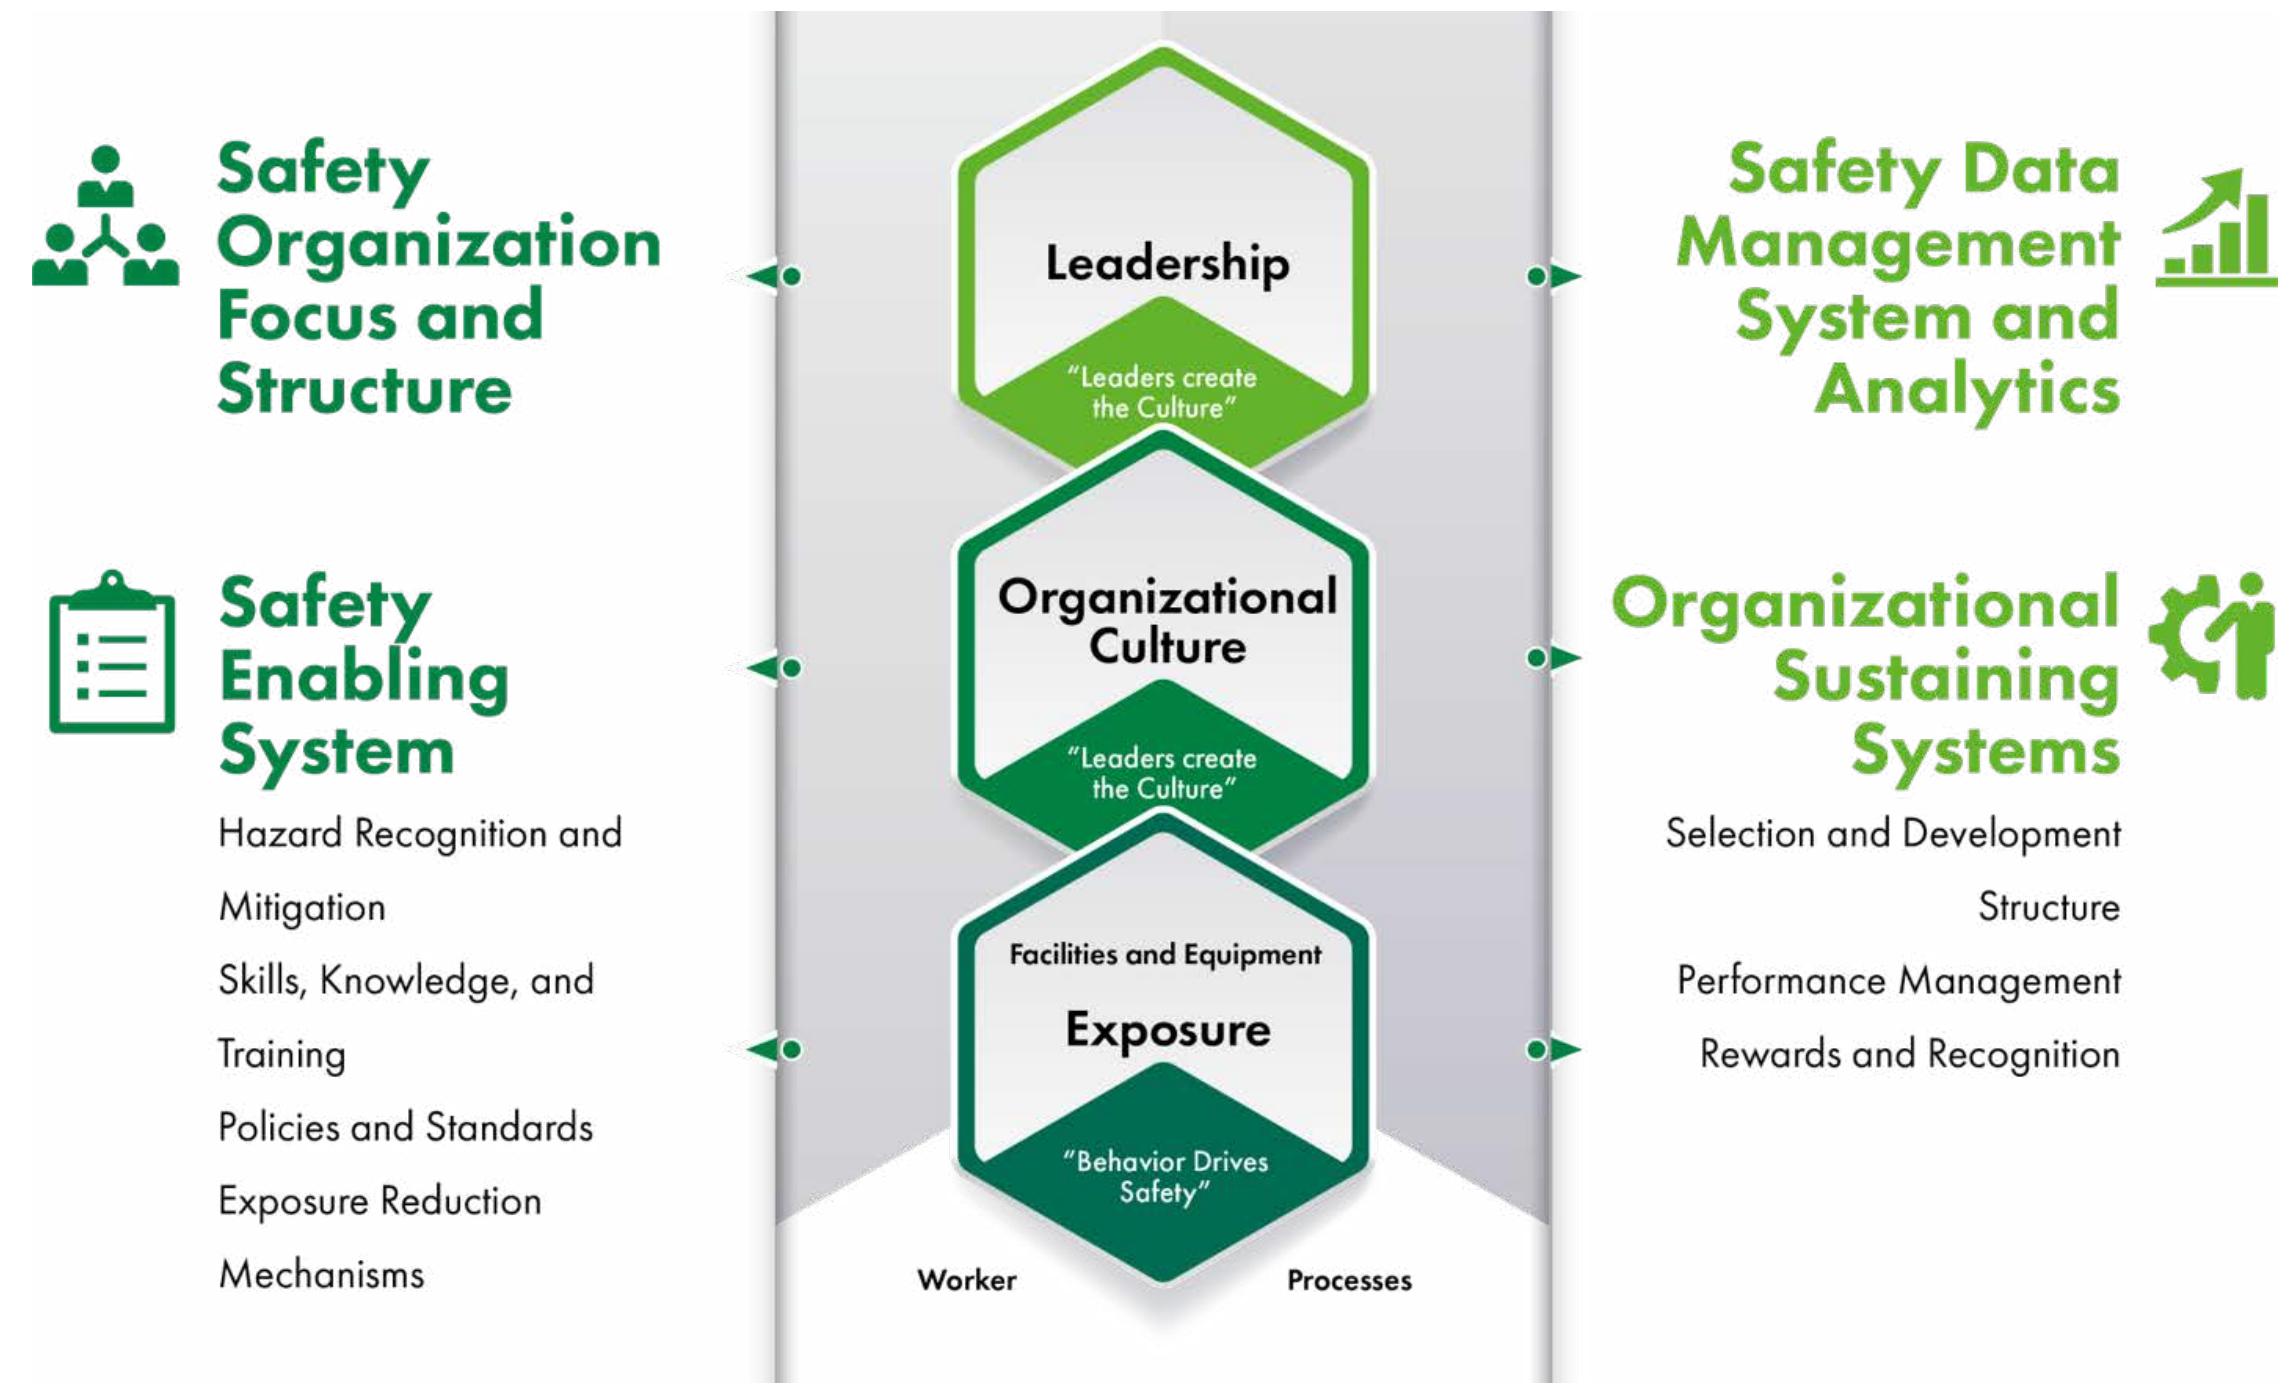 Safety
Organization
Focus and
Structure
Safety
Enabling
System
Hazard Recognition and
Mitigation
Skills, Knowledge, and
Training
Policies and Standards
Exposure Reduction
Mechanisms
Leadership
"Leaders create
the Culture"
Organizational
Culture
"Leaders create
the Culture"
Facilities and Equipment
Exposure
"Behavior Drives
Safety"
Worker
Processes
Safety Data
Management
System and
Analytics
Organizational
Sustaining
Systems
Selection and Development
Structure
Performance Management
Rewards and Recognition